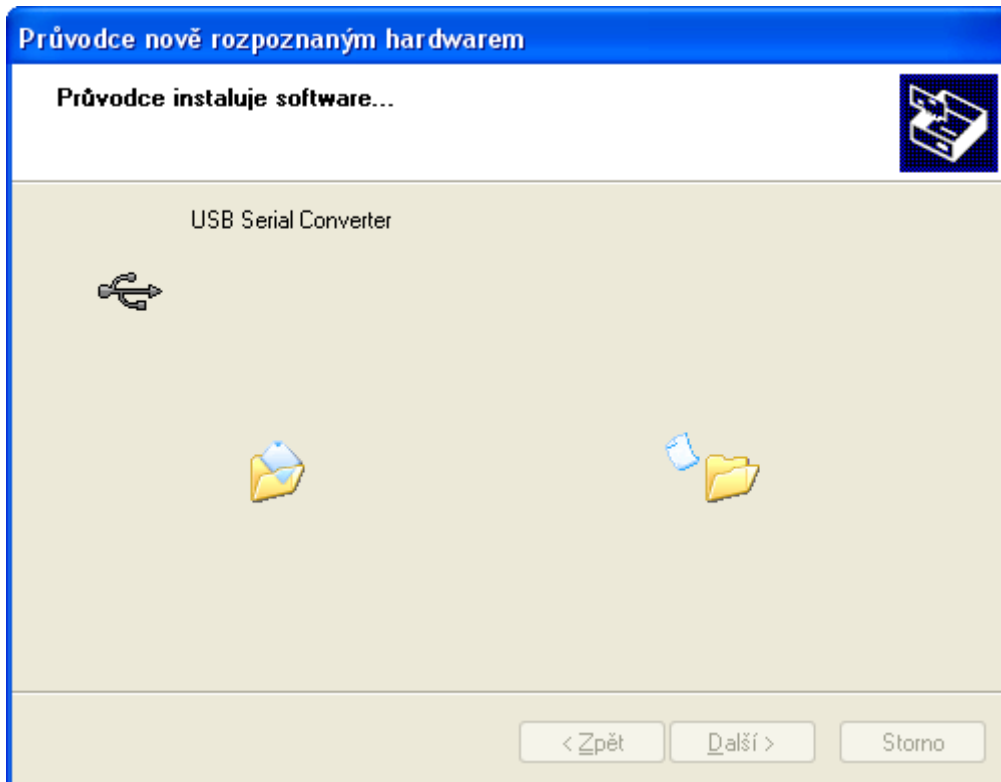 Průvodce nově rozpoznaným hardwarem
Průvodce instaluje software...
USB Serial Converter
< Zpět
Další >
Storno